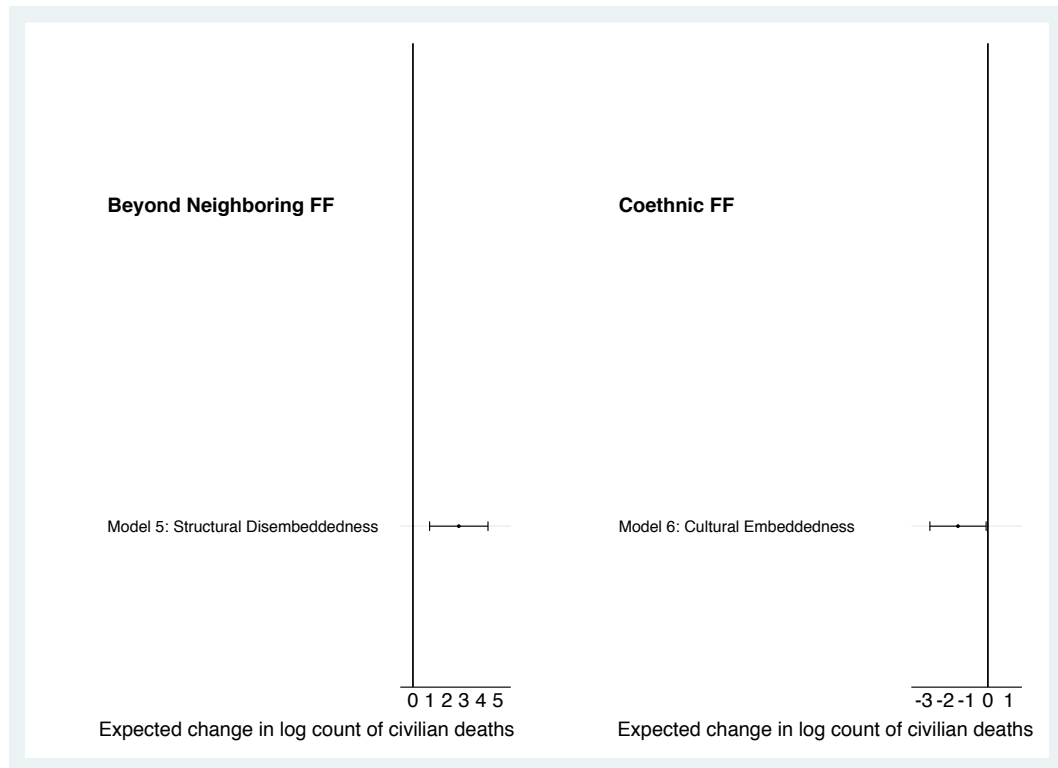 Beyond Neighboring FF
Model 5: Structural Disembeddedness
0 1 2 3 4 5
Expected change in log count of civilian deaths
Coethnic FF
Model 6: Cultural Embeddedness
-3 -2 -1 0 1
Expected change in log count of civilian deaths